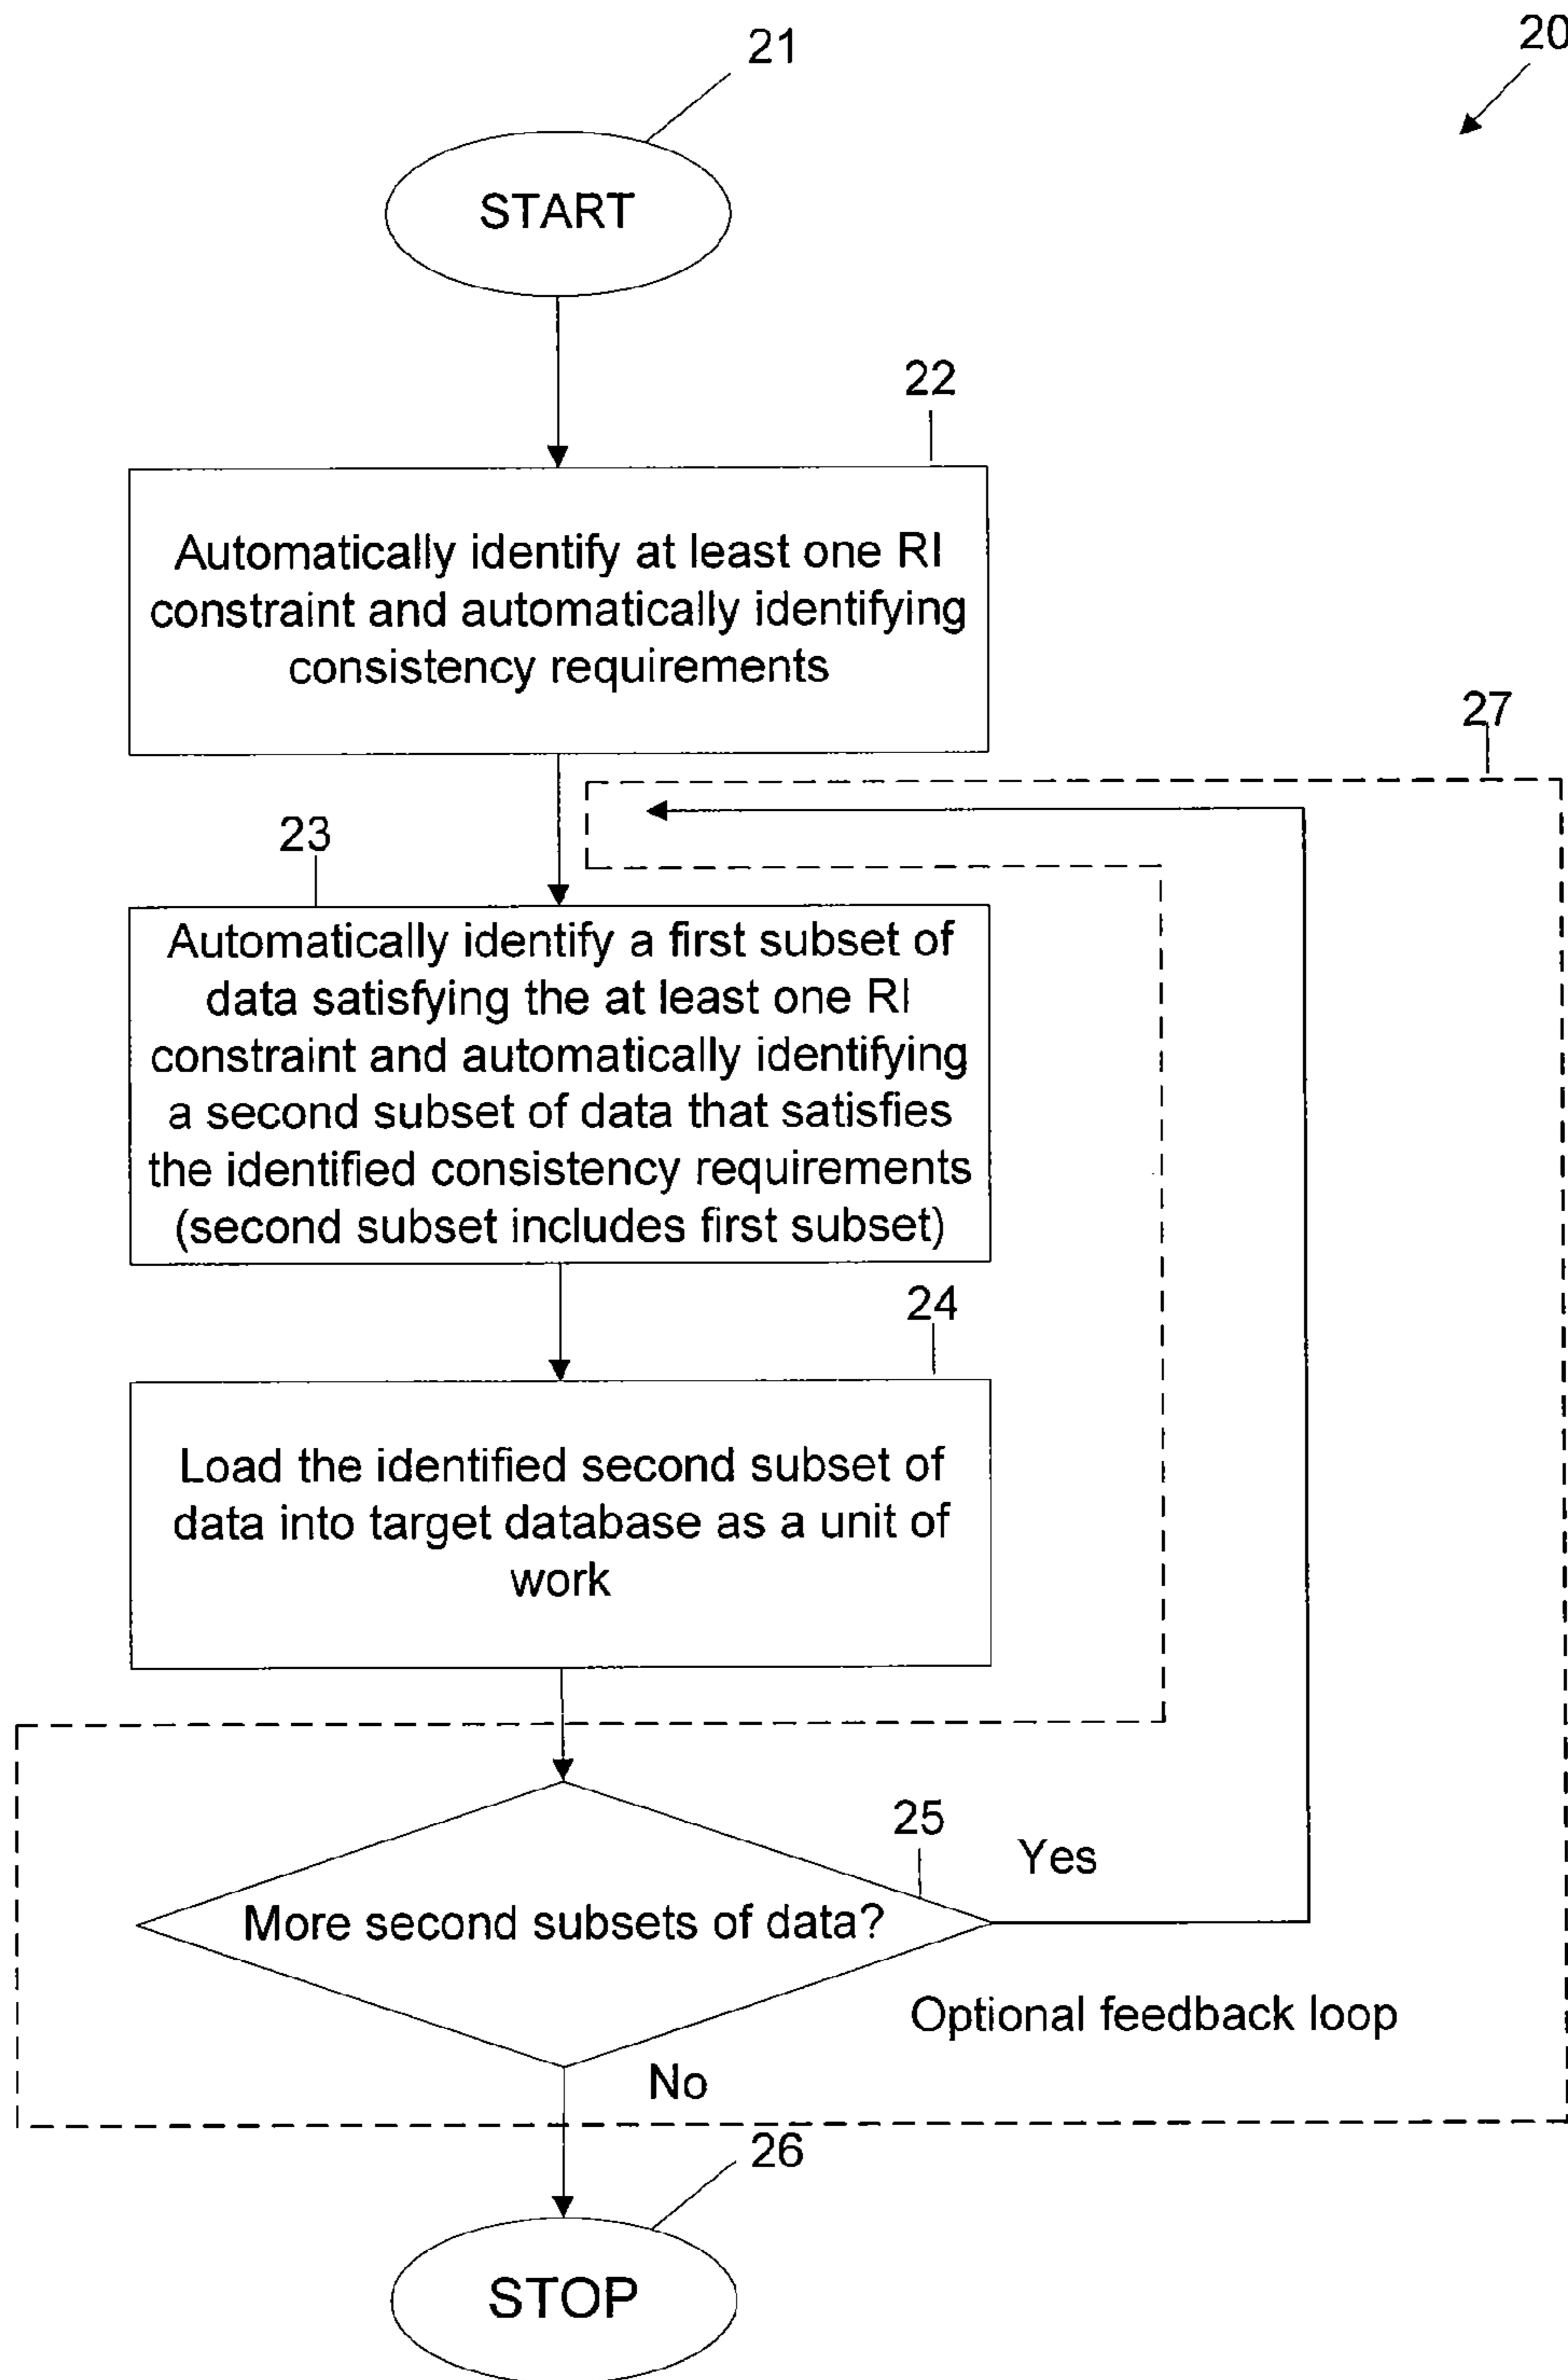 20
21
START
22
Automatically identify at least one RI
constraint and automatically identifying
consistency requirements
27
23
Automatically identify a first subset of
data satisfying the at least one RI
constraint and automatically identifying
a second subset of data that satisfies
the identified consistency requirements
(second subset includes first subset)
24
Load the identified second subset of
data into target database as a unit of
work
25
Yes
More second subsets of data?
Optional feedback loop
No
26
STOP